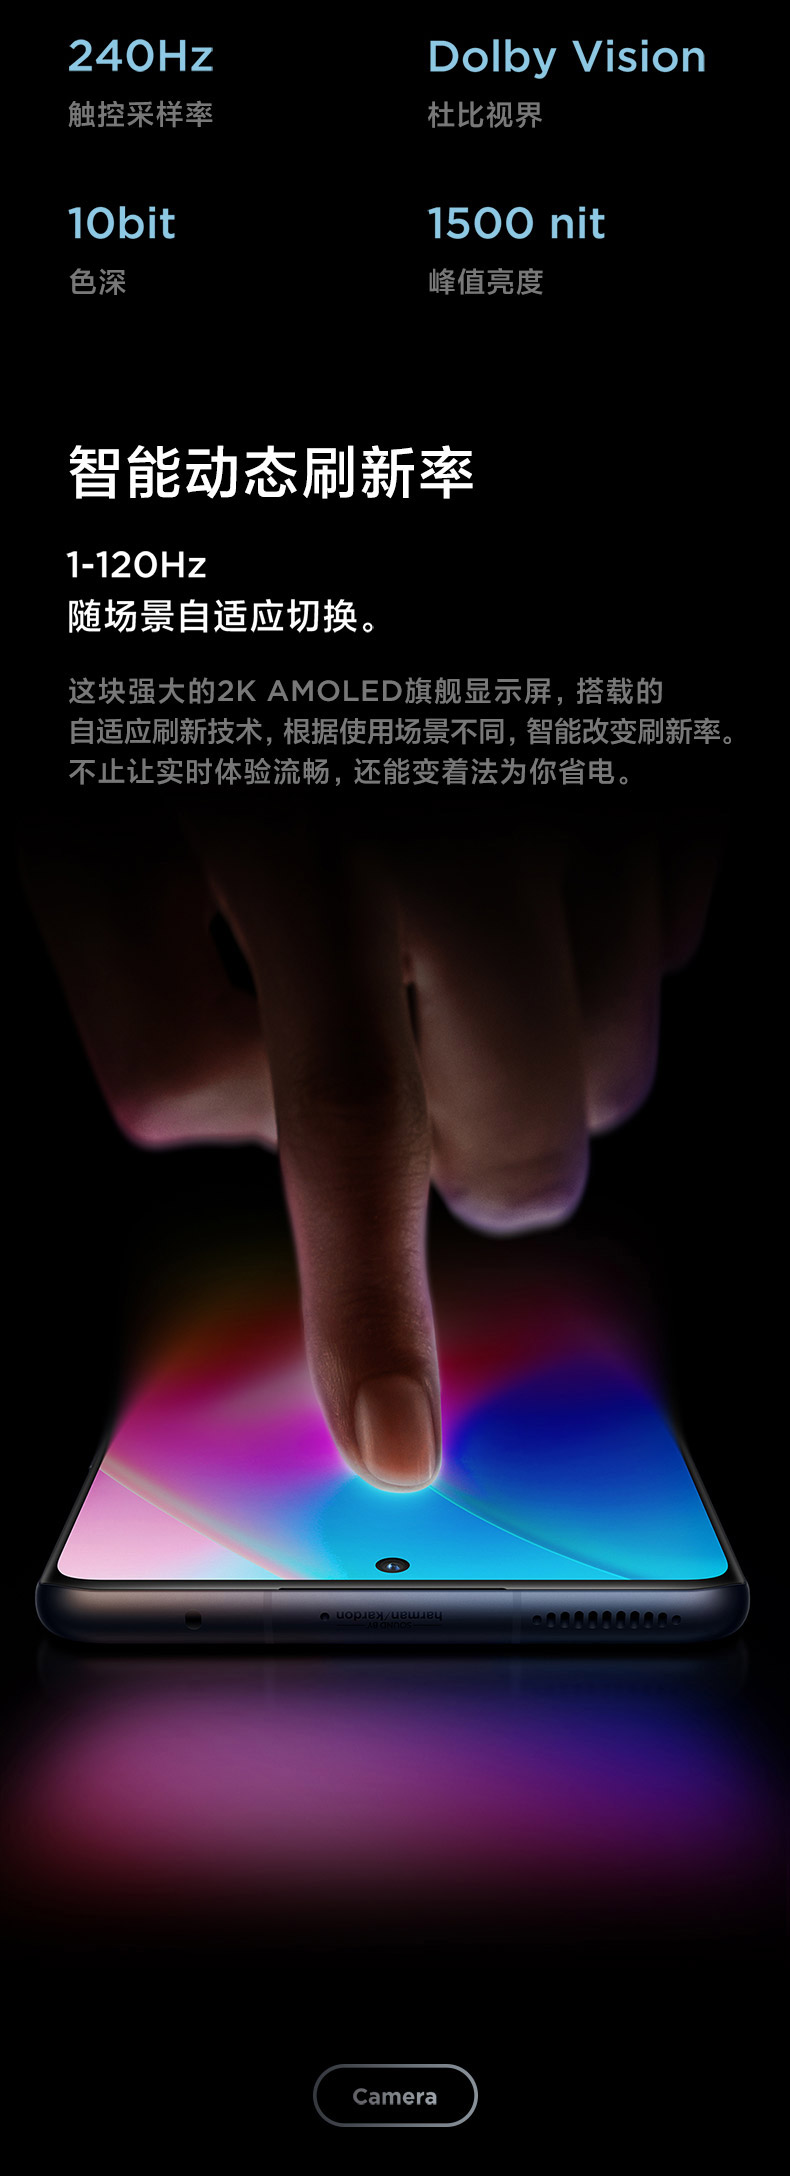 240Hz
Dolby Vision
触控采样率
杜比视界
10bit
1500 nit
色深
峰值亮度
智能动态刷新率
1-120Hz
随场景自适应切换。
这块强大的2K AMOLED旗舰显示屏，搭载的
自适应刷新技术，根据使用场景不同，智能改变刷新率。
不止让实时体验流畅，还能变着法为你省电。
harman/kardon
SOUND BY
Camera